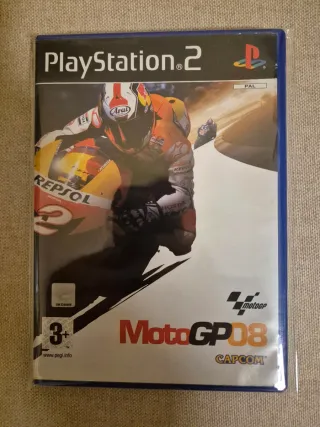 PlayStation®2
PAL
Arai
REPSOL
2
motoGP
MotoGP08
3+
www.pegi.info
CAPCOM